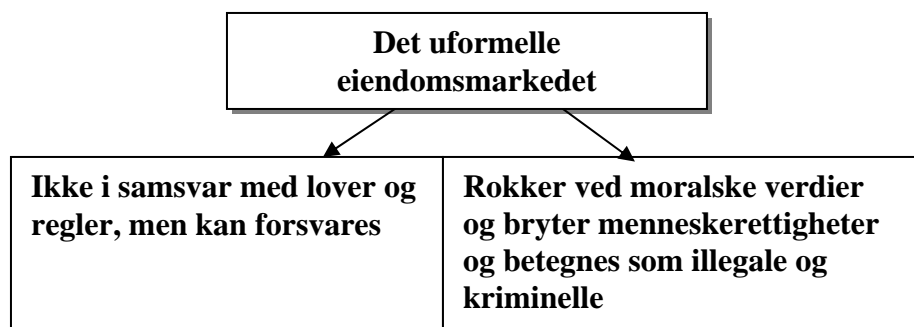 Det uformelle
eiendomsmarkedet
Ikke i samsvar med lover og
regler, men kan forsvares
Rokker ved moralske verdier
og bryter menneskerettigheter
og betegnes som illegale og
kriminelle